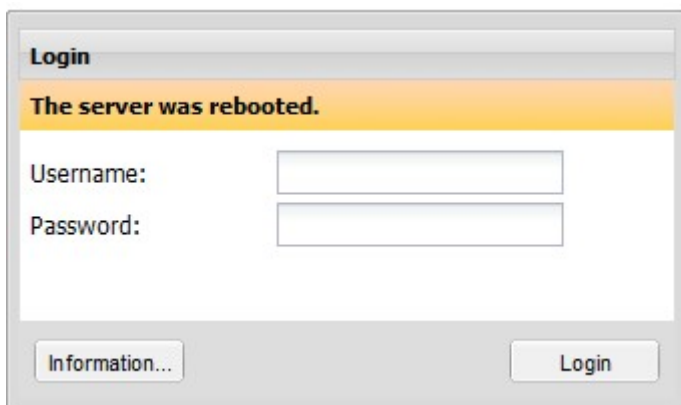 Login
The server was rebooted.
Username:
Password:
Information... Login